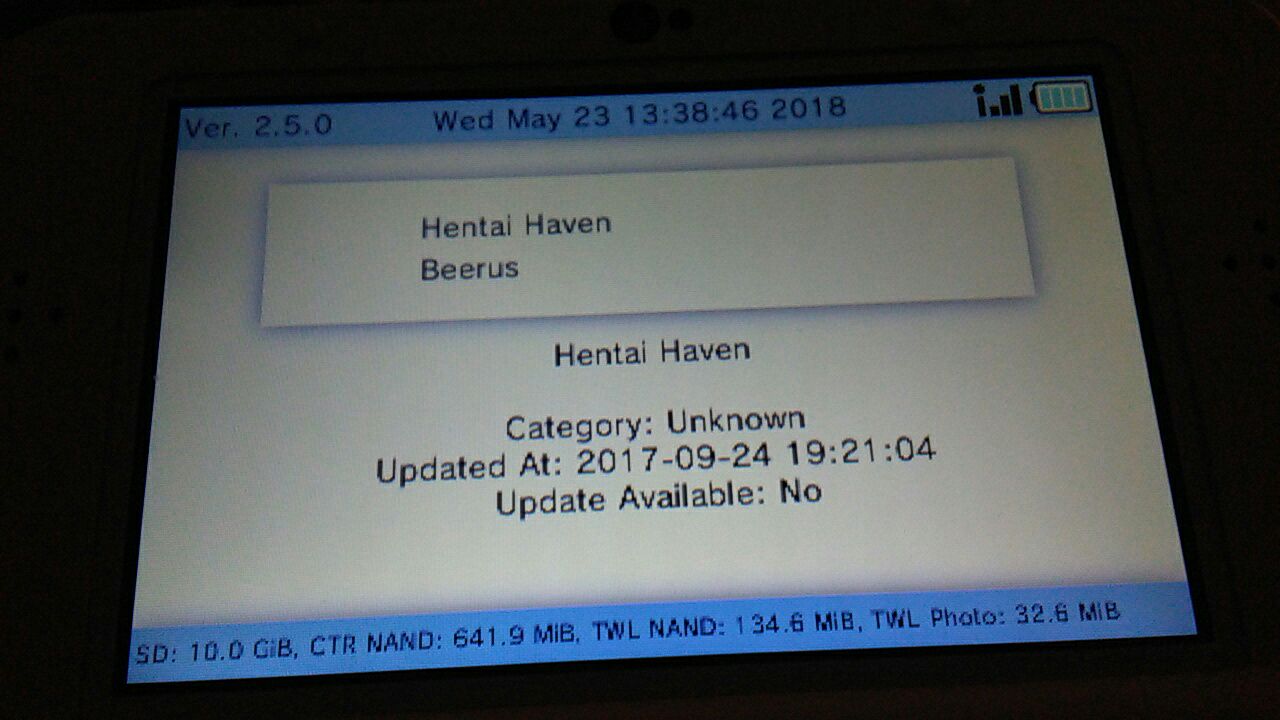 Ver. 2.5.0 Wed May 23 13:38:46 2018
Hentai Haven
Beerus
Hentai Haven
Category: Unknown
Updated At: 2017-09-24 19:21:04
Update Available: No
SD: 10.0 GiB, CTR NAND: 641.9 MiB, TWL NAND: 134.6 MiB, TWL Photo: 32.6 MiB